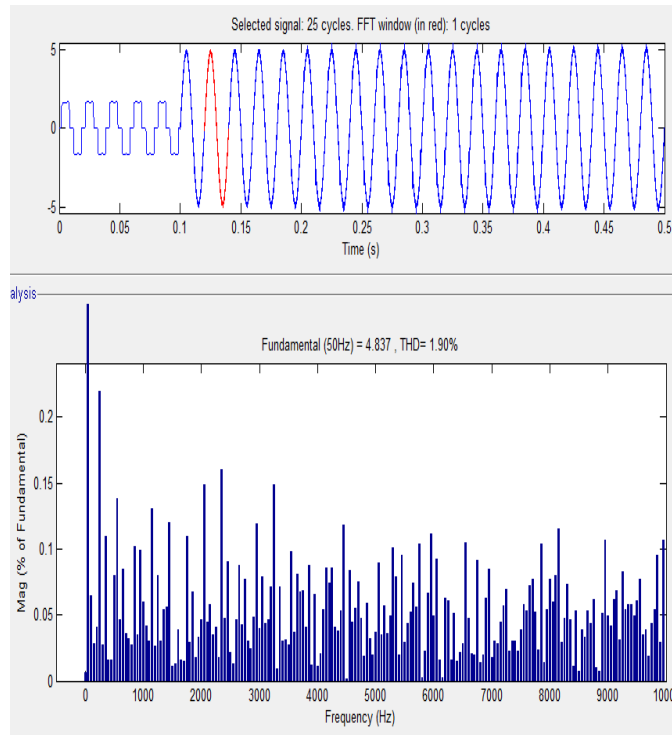 Selected signal: 25 cycles. FFT window (in red): 1 cycles
5
0
-5
0 0.05 0.1 0.15 0.2 0.25 0.3 0.35 0.4 0.45 0.5
Time (s)
alysis
Fundamental (50Hz) = 4.837 , THD= 1.90%
Mag (% of Fundamental)
0.2
0.15
0.1
0.05
0
0 1000 2000 3000 4000 5000 6000 7000 8000 9000 10000
Frequency (Hz)